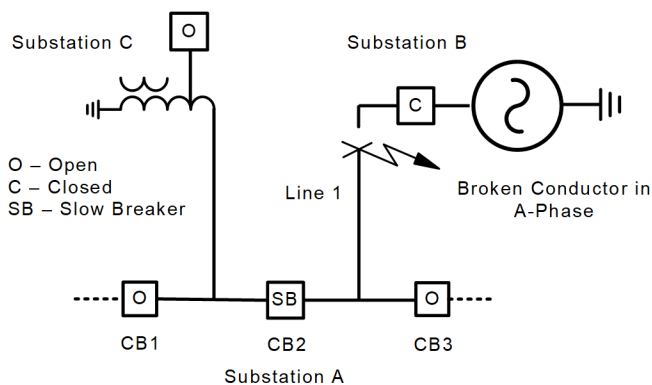 Substation C
O
Substation B
C
O – Open
C – Closed
SB – Slow Breaker
Line 1
Broken Conductor in
A-Phase
O
SB
O
CB1
CB2
CB3
Substation A